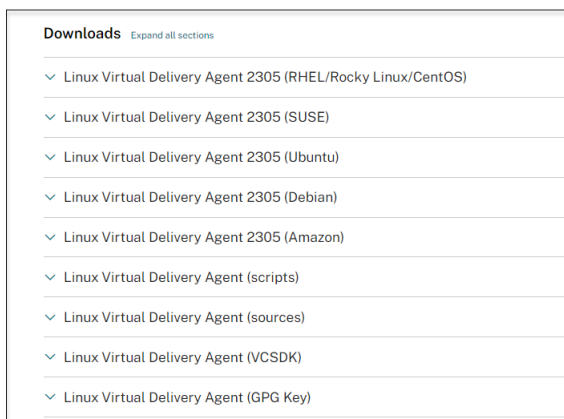 Downloads Expand all sections
Linux Virtual Delivery Agent 2305 (RHEL/Rocky Linux/CentOS)
Linux Virtual Delivery Agent 2305 (SUSE)
Linux Virtual Delivery Agent 2305 (Ubuntu)
Linux Virtual Delivery Agent 2305 (Debian)
Linux Virtual Delivery Agent 2305 (Amazon)
Linux Virtual Delivery Agent (scripts)
Linux Virtual Delivery Agent (sources)
Linux Virtual Delivery Agent (VCSDK)
Linux Virtual Delivery Agent (GPG Key)